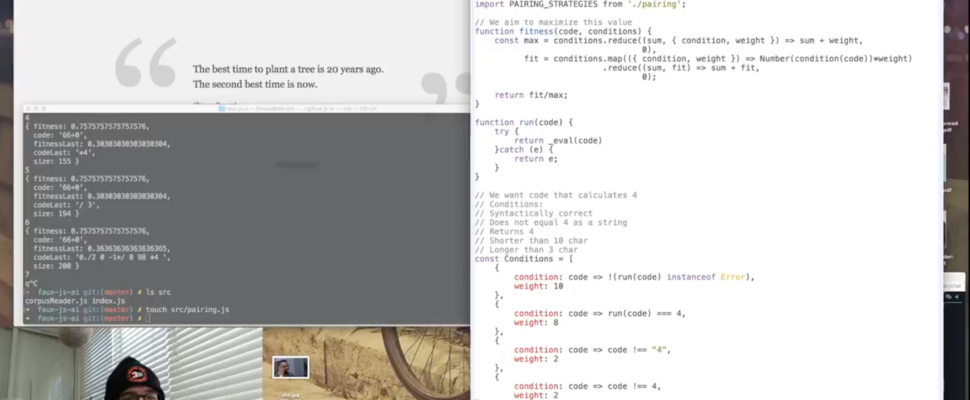 The best time to plant a tree is 20 years ago.
The second best time is now.
4
{ fitness: 0.7575757575757576,
code: '66+0',
fitnessLast: 0.30303030303030304,
codeLast: '*4',
size: 155 }
5
{ fitness: 0.7575757575757576,
code: '66+0',
fitnessLast: 0.30303030303030304,
codeLast: '/ 3',
size: 194 }
6
{ fitness: 0.7575757575757576,
code: '66+0',
fitnessLast: 0.36363636363636365,
codeLast: '0./2 0 -1*/ 0 98 *4 ',
size: 200 }
7
q^C
faux-js-ai git:(master) ✗ ls src
corpusReader.js index.js
faux-js-ai git:(master) ✗ touch src/pairing.js
faux-js-ai git:(master) ✗
import PAIRING_STRATEGIES from './pairing';
// We aim to maximize this value
function fitness(code, conditions) {
const max = conditions.reduce((sum, { condition, weight }) => sum + weight,
0),
fit = conditions.map(({ condition, weight }) => Number(condition(code))*weight)
.reduce((sum, fit) => sum + fit,
0);
return fit/max;
}
function run(code) {
try {
return _eval(code)
}catch (e) {
return e;
}
}
// We want code that calculates 4
// Conditions:
// Syntactically correct
// Does not equal 4 as a string
// Returns 4
// Shorter than 10 char
// Longer than 3 char
const Conditions = [
{
condition: code => !(run(code) instanceof Error),
weight: 10
},
{
condition: code => run(code) === 4,
weight: 8
},
{
condition: code => code !== "4",
weight: 2
},
{
condition: code => code !== 4,
weight: 2